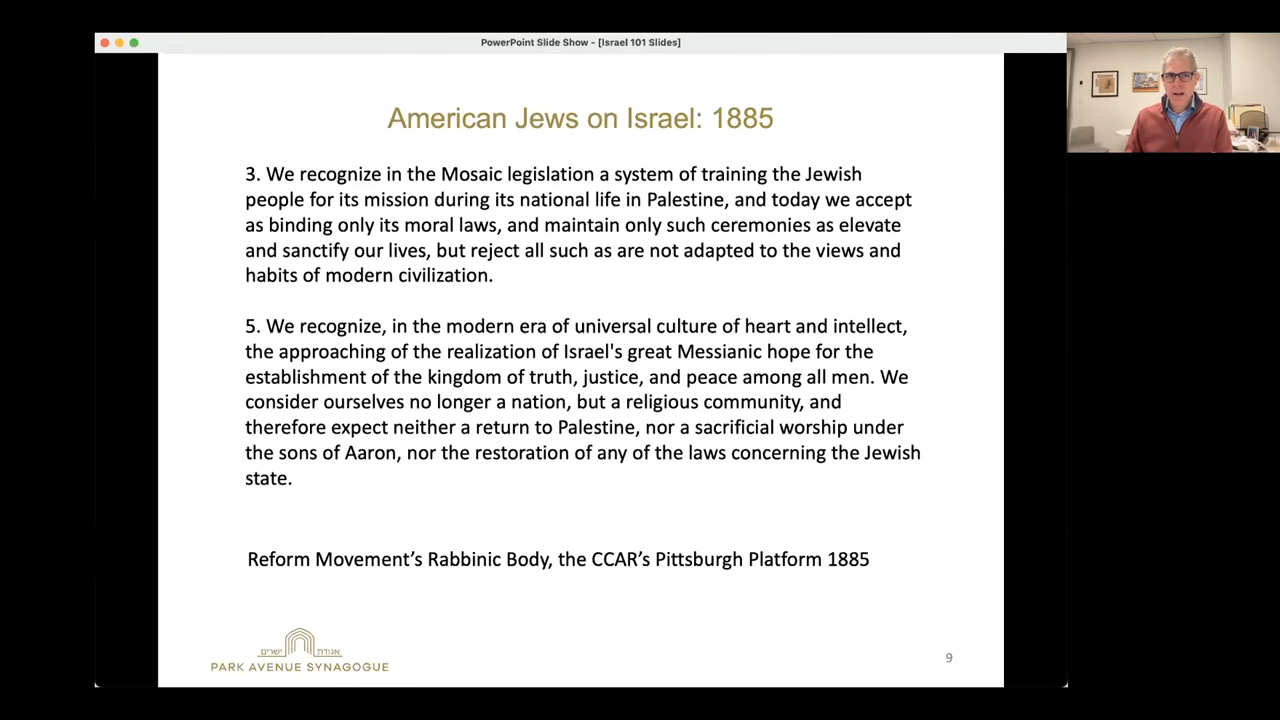 PowerPoint Slide Show - [Israel 101 Slides]
American Jews on Israel: 1885
3. We recognize in the Mosaic legislation a system of training the Jewish
people for its mission during its national life in Palestine, and today we accept
as binding only its moral laws, and maintain only such ceremonies as elevate
and sanctify our lives, but reject all such as are not adapted to the views and
habits of modern civilization.
5. We recognize, in the modern era of universal culture of heart and intellect,
the approaching of the realization of Israel's great Messianic hope for the
establishment of the kingdom of truth, justice, and peace among all men. We
consider ourselves no longer a nation, but a religious community, and
therefore expect neither a return to Palestine, nor a sacrificial worship under
the sons of Aaron, nor the restoration of any of the laws concerning the Jewish
state.
Reform Movement’s Rabbinic Body, the CCAR’s Pittsburgh Platform 1885
אגודת ישרים
PARK AVENUE SYNAGOGUE
9